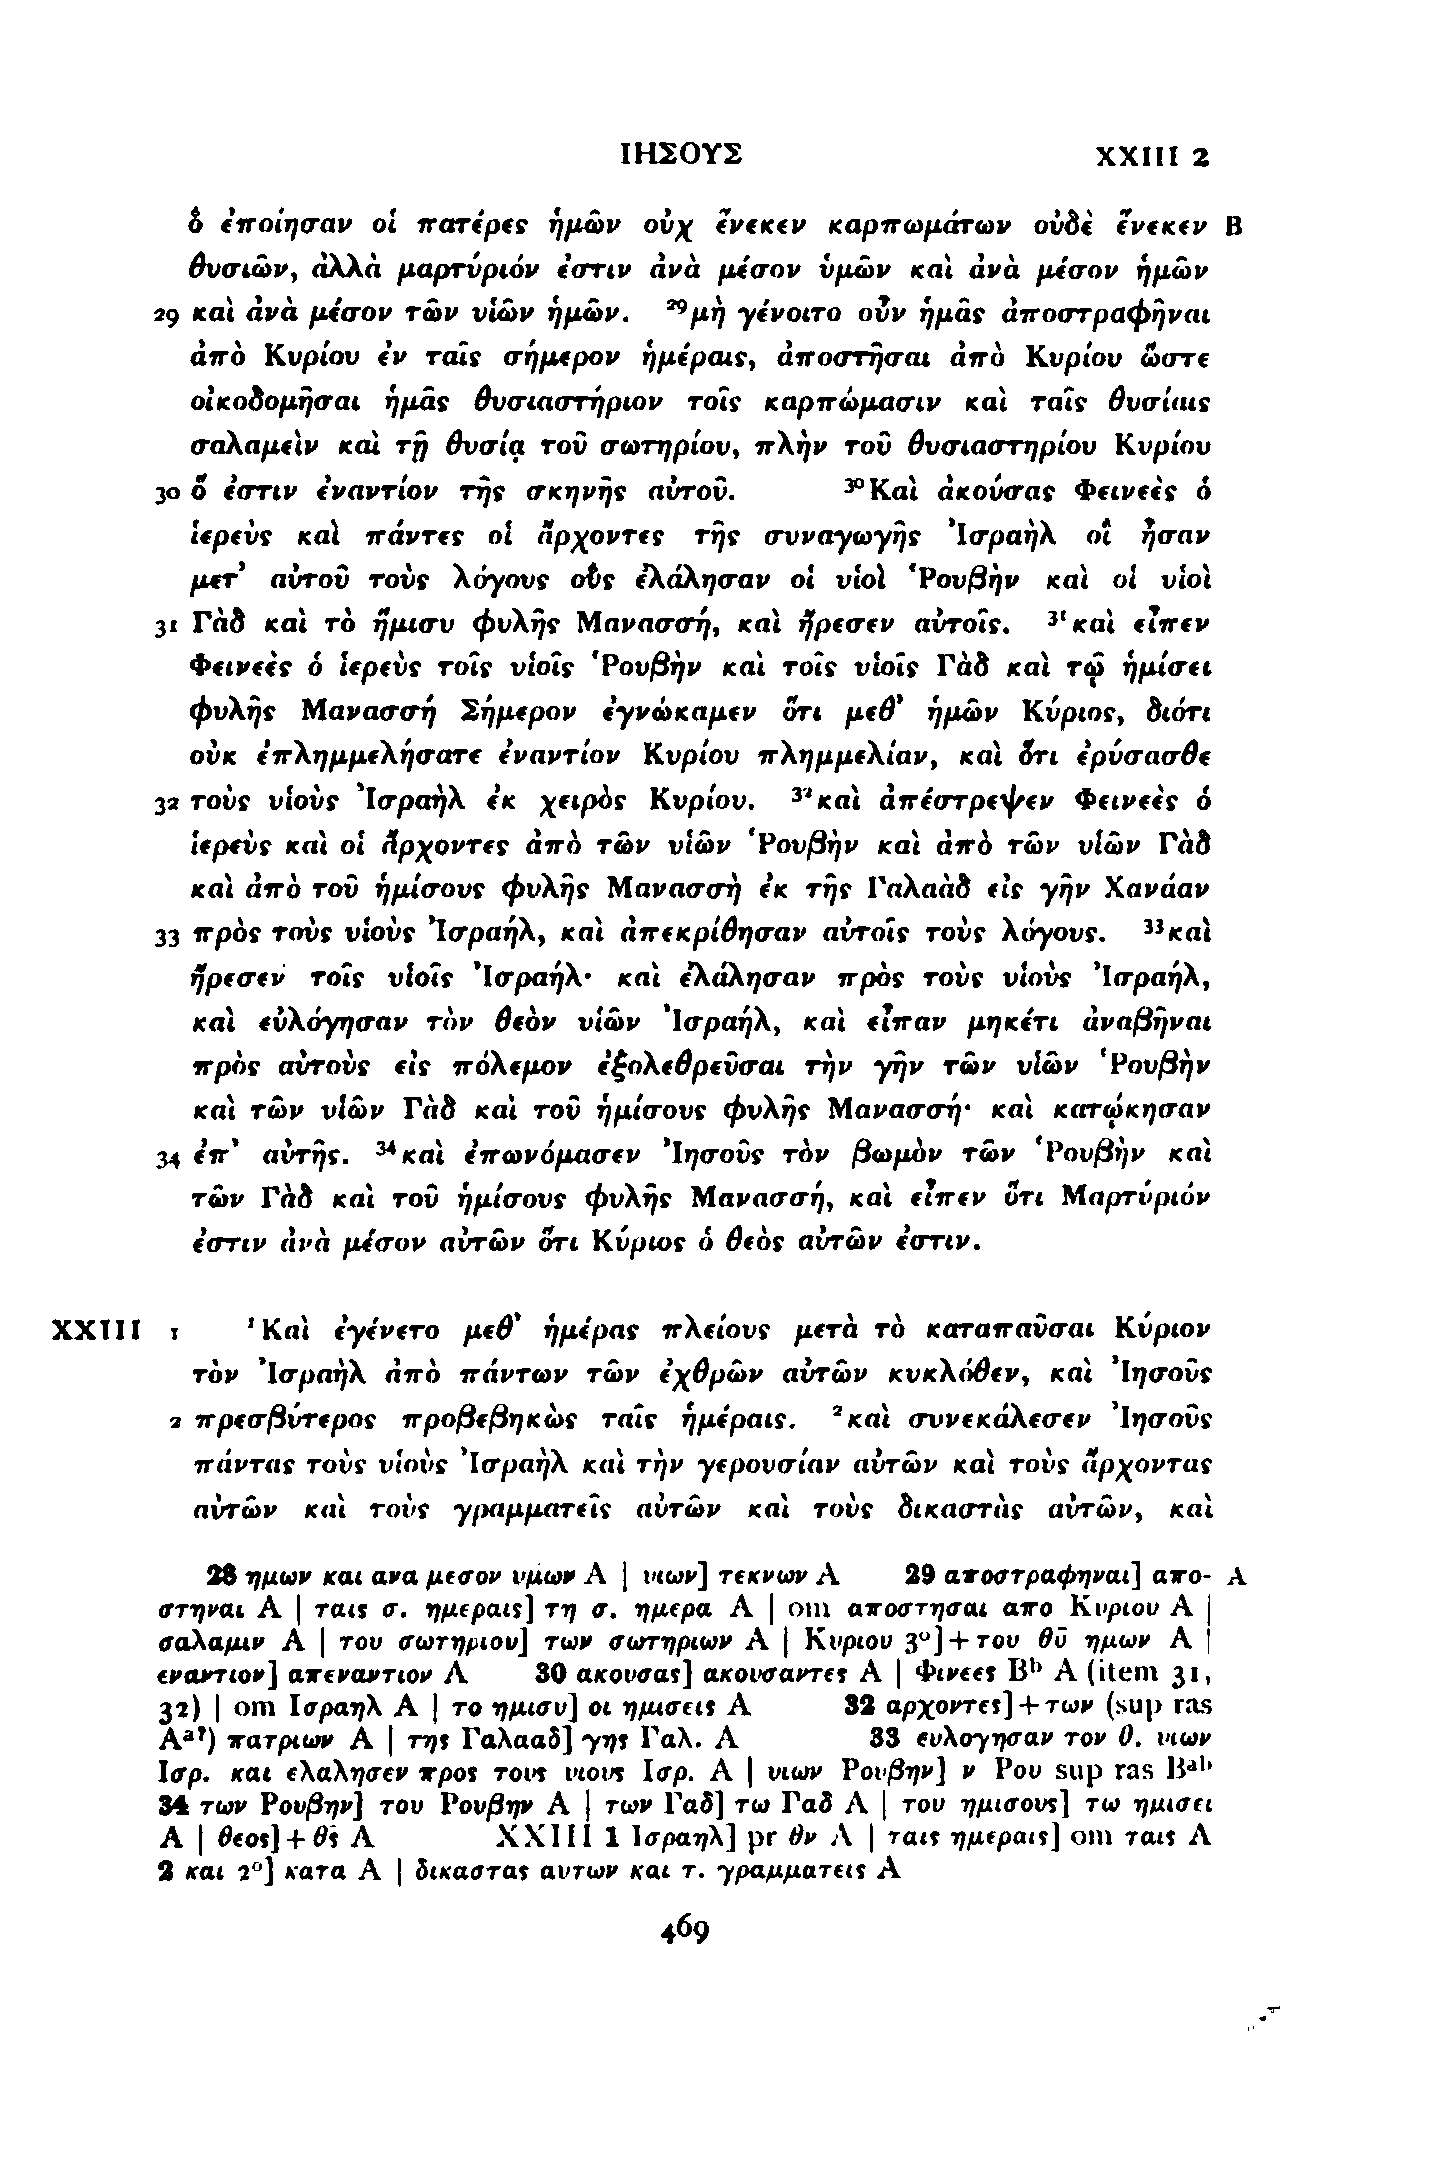 ΙΗΣΟΥΣ XXIII 2
ὃ ἐποίησαν οἱ πατέρες ἡμῶν οὐχ ἕνεκεν καρπωμάτων οὐδὲ ἕνεκεν B
θυσιῶν, ἀλλὰ μαρτύριόν ἐστιν ἀνὰ μέσον ὑμῶν καὶ ἀνὰ μέσον ἡμῶν
29 καὶ ἀνὰ μέσον τῶν υἱῶν ἡμῶν. ²⁹μὴ γένοιτο οὖν ἡμᾶς ἀποστραφῆναι
ἀπὸ Κυρίου ἐν ταῖς σήμερον ἡμέραις, ἀποστῆσαι ἀπὸ Κυρίου ὥστε
οἰκοδομῆσαι ἡμᾶς θυσιαστήριον τοῖς καρπώμασιν καὶ ταῖς θυσίαις
σαλαμεὶν καὶ τῇ θυσίᾳ τοῦ σωτηρίου, πλὴν τοῦ θυσιαστηρίου Κυρίου
30 ὅ ἐστιν ἐναντίον τῆς σκηνῆς αὐτοῦ. ³⁰Καὶ ἀκούσας Φεινεὲς ὁ
ἱερεὺς καὶ πάντες οἱ ἄρχοντες τῆς συναγωγῆς Ἰσραὴλ οἳ ἦσαν
μετ᾽ αὐτοῦ τοὺς λόγους οὓς ἐλάλησαν οἱ υἱοὶ Ῥουβὴν καὶ οἱ υἱοὶ
31 Γὰδ καὶ τὸ ἥμισυ φυλῆς Μανασσή, καὶ ἤρεσεν αὐτοῖς. ³¹καὶ εἶπεν
Φεινεὲς ὁ ἱερεὺς τοῖς υἱοῖς Ῥουβὴν καὶ τοῖς υἱοῖς Γὰδ καὶ τῷ ἡμίσει
φυλῆς Μανασσή Σήμερον ἐγνώκαμεν ὅτι μεθ᾽ ἡμῶν Κύριος, διότι
οὐκ ἐπλημμελήσατε ἐναντίον Κυρίου πλημμελίαν, καὶ ὅτι ἐρύσασθε
32 τοὺς υἱοὺς Ἰσραὴλ ἐκ χειρὸς Κυρίου. ³²καὶ ἀπέστρεψεν Φεινεὲς ὁ
ἱερεὺς καὶ οἱ ἄρχοντες ἀπὸ τῶν υἱῶν Ῥουβὴν καὶ ἀπὸ τῶν υἱῶν Γὰδ
καὶ ἀπὸ τοῦ ἡμίσους φυλῆς Μανασσὴ ἐκ τῆς Γαλαὰδ εἰς γῆν Χανάαν
33 πρὸς τοὺς υἱοὺς Ἰσραήλ, καὶ ἀπεκρίθησαν αὐτοῖς τοὺς λόγους. ³³καὶ
ἤρεσεν τοῖς υἱοῖς Ἰσραήλ· καὶ ἐλάλησαν πρὸς τοὺς υἱοὺς Ἰσραήλ,
καὶ εὐλόγησαν τὸν θεὸν υἱῶν Ἰσραήλ, καὶ εἶπαν μηκέτι ἀναβῆναι
πρὸς αὐτοὺς εἰς πόλεμον ἐξολεθρεῦσαι τὴν γῆν τῶν υἱῶν Ῥουβὴν
καὶ τῶν υἱῶν Γὰδ καὶ τοῦ ἡμίσους φυλῆς Μανασσή· καὶ κατῴκησαν
34 ἐπ᾽ αὐτῆς. ³⁴καὶ ἐπωνόμασεν Ἰησοῦς τὸν βωμὸν τῶν Ῥουβὴν καὶ
τῶν Γὰδ καὶ τοῦ ἡμίσους φυλῆς Μανασσή, καὶ εἶπεν ὅτι Μαρτύριόν
ἐστιν ἀνὰ μέσον αὐτῶν ὅτι Κύριος ὁ θεὸς αὐτῶν ἐστιν.
XXIII 1 ¹Καὶ ἐγένετο μεθ᾽ ἡμέρας πλείους μετὰ τὸ καταπαῦσαι Κύριον
τὸν Ἰσραὴλ ἀπὸ πάντων τῶν ἐχθρῶν αὐτῶν κυκλόθεν, καὶ Ἰησοῦς
2 πρεσβύτερος προβεβηκὼς ταῖς ἡμέραις. ²καὶ συνεκάλεσεν Ἰησοῦς
πάντας τοὺς υἱοὺς Ἰσραὴλ καὶ τὴν γερουσίαν αὐτῶν καὶ τοὺς ἄρχοντας
αὐτῶν καὶ τοὺς γραμματεῖς αὐτῶν καὶ τοὺς δικαστὰς αὐτῶν, καὶ
28 ημων και ανα μεσον υμων A | υιων] τεκνων A 29 αποστραφηναι] απο- A
στηναι A | ταις σ. ημεραις] τη σ. ημερα A | om αποστησαι απο Κυριου A |
σαλαμιν A | του σωτηριου] των σωτηριων A | Κυριου 3º]+του θῡ ημων A |
εναντιον] απεναντιον A 30 ακουσας] ακουσαντες A | Φινεες Bᵇ A (item 31,
32) | om Ισραηλ A | το ημισυ] οι ημισεις A 32 αρχοντες]+των (sup ras
Aᵃ?) πατριων A | της Γαλααδ] γης Γαλ. A 33 ευλογησαν τον θ. υιων
Ισρ. και ελαλησεν προς τους υιους Ισρ. A | υιων Ρουβην] ν Ρου sup ras Bᵃᵇ
34 των Ρουβην] του Ρουβην A | των Γαδ] τω Γαδ A | του ημισους] τω ημισει
A | θεος]+θς̄ A XXIII 1 Ισραηλ] pr θν A | ταις ημεραις] om ταις A
2 και 2º] κατα A | δικαστας αυτων και τ. γραμματεις A
469